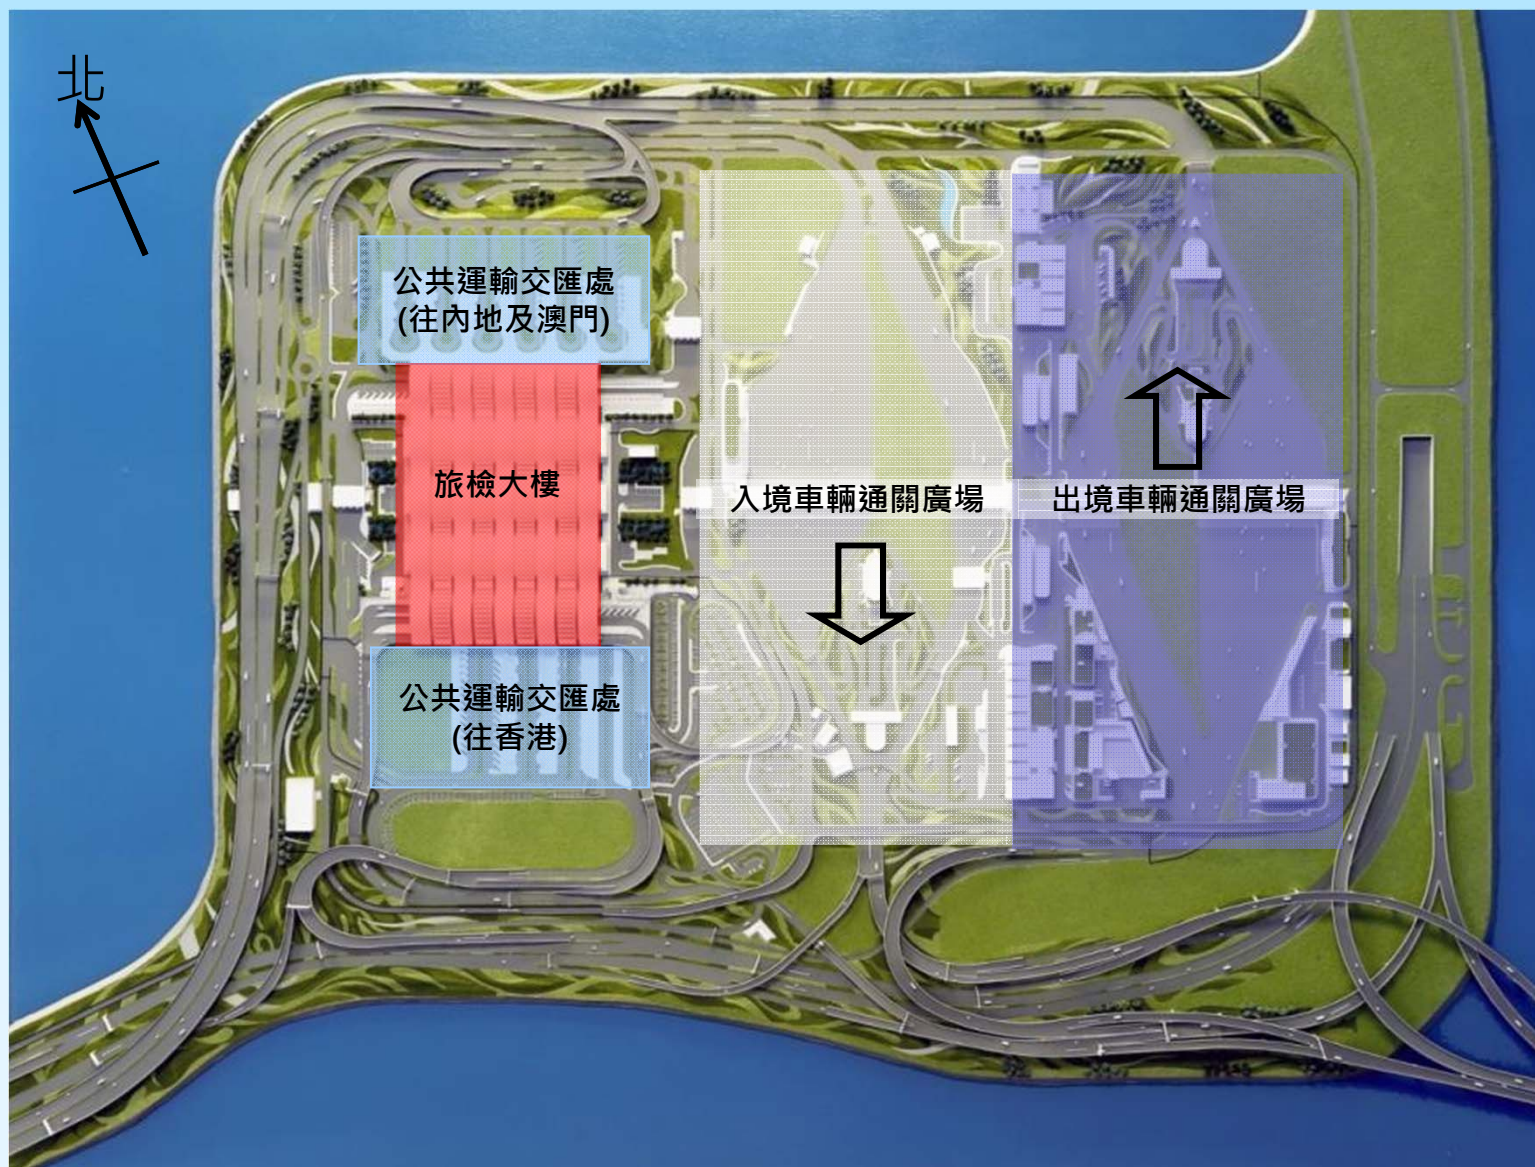 北
公共運輸交匯處
(往內地及澳門)
旅檢大樓
入境車輛通關廣場
出境車輛通關廣場
公共運輸交匯處
(往香港)